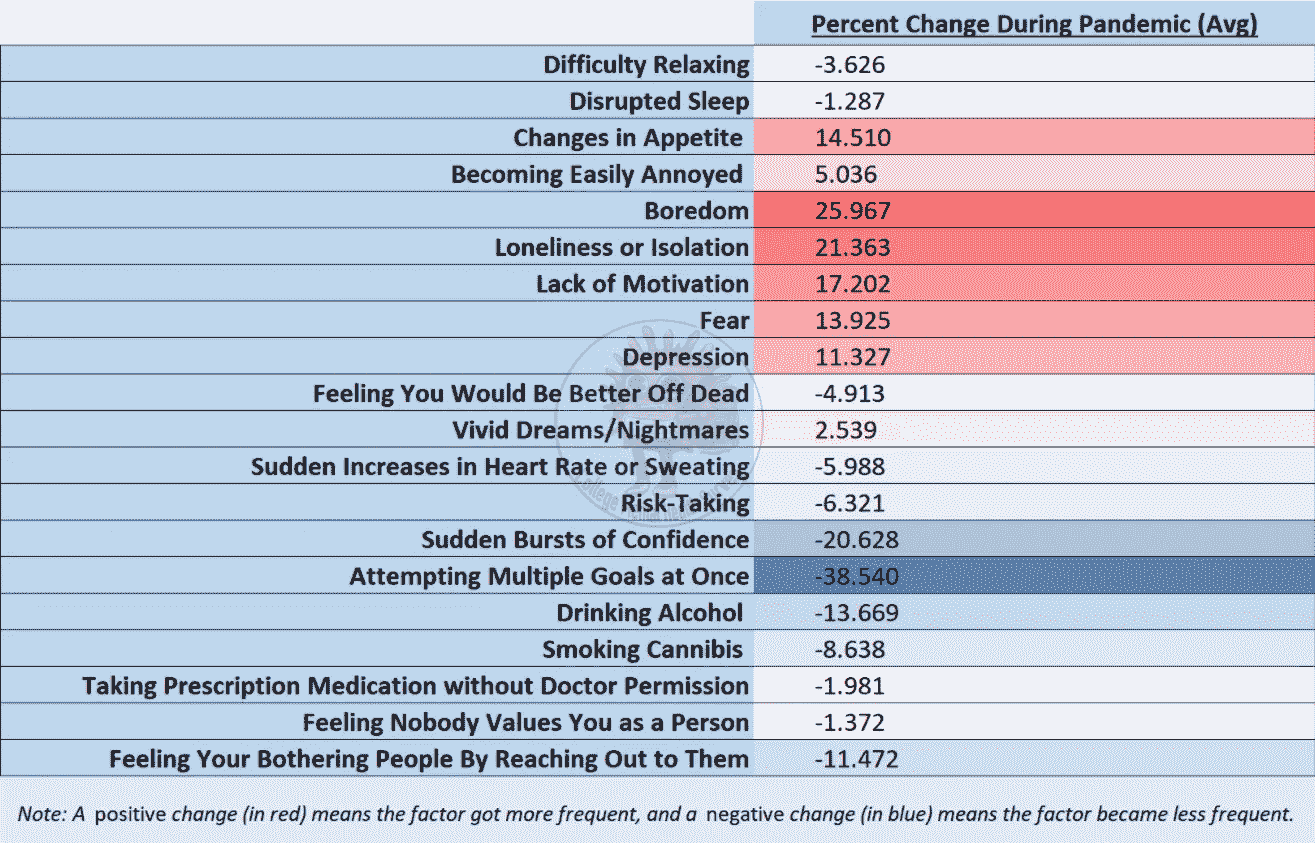 Percent Change During Pandemic (Avg)
Difficulty Relaxing -3.626
Disrupted Sleep -1.287
Changes in Appetite 14.510
Becoming Easily Annoyed 5.036
Boredom 25.967
Loneliness or Isolation 21.363
Lack of Motivation 17.202
Fear 13.925
Depression 11.327
Feeling You Would Be Better Off Dead -4.913
Vivid Dreams/Nightmares 2.539
Sudden Increases in Heart Rate or Sweating -5.988
Risk-Taking -6.321
Sudden Bursts of Confidence -20.628
Attempting Multiple Goals at Once -38.540
Drinking Alcohol -13.669
Smoking Cannibis -8.638
Taking Prescription Medication without Doctor Permission -1.981
Feeling Nobody Values You as a Person -1.372
Feeling Your Bothering People By Reaching Out to Them -11.472
Note: A positive change (in red) means the factor got more frequent, and a negative change (in blue) means the factor became less frequent.